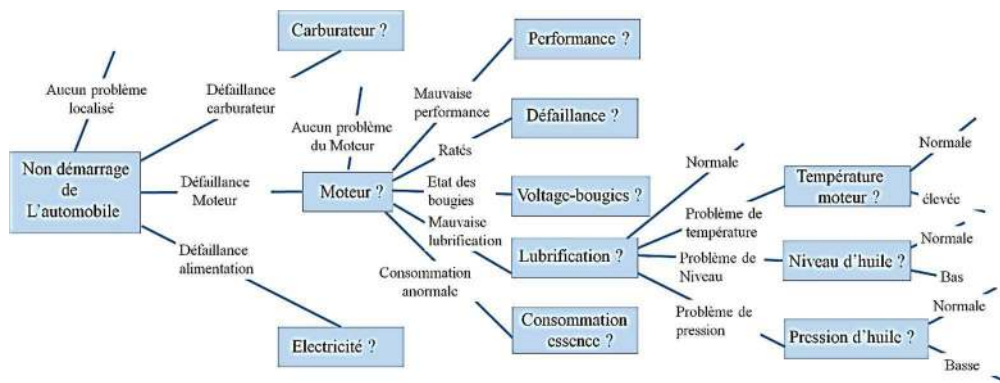 Carburateur ?
Performance ?
Aucun problème
localisé
Défaillance
carburateur
Mauvaise
performance
Aucun problème
du Moteur
Défaillance ?
Non démarrage
de
L'automobile
Défaillance
Moteur
Moteur ?
Ratés
Etat des
bougies
Voltage-bougies ?
Mauvaise
lubrification
Lubrification ?
Défaillance
alimentation
Consommation
anormale
Consommation
essence ?
Electricité ?
Normale
Problème de
température
Problème de
Niveau
Problème de
pression
Température
moteur ?
Normale
élevée
Niveau d'huile ?
Normale
Bas
Pression d'huile ?
Normale
Basse